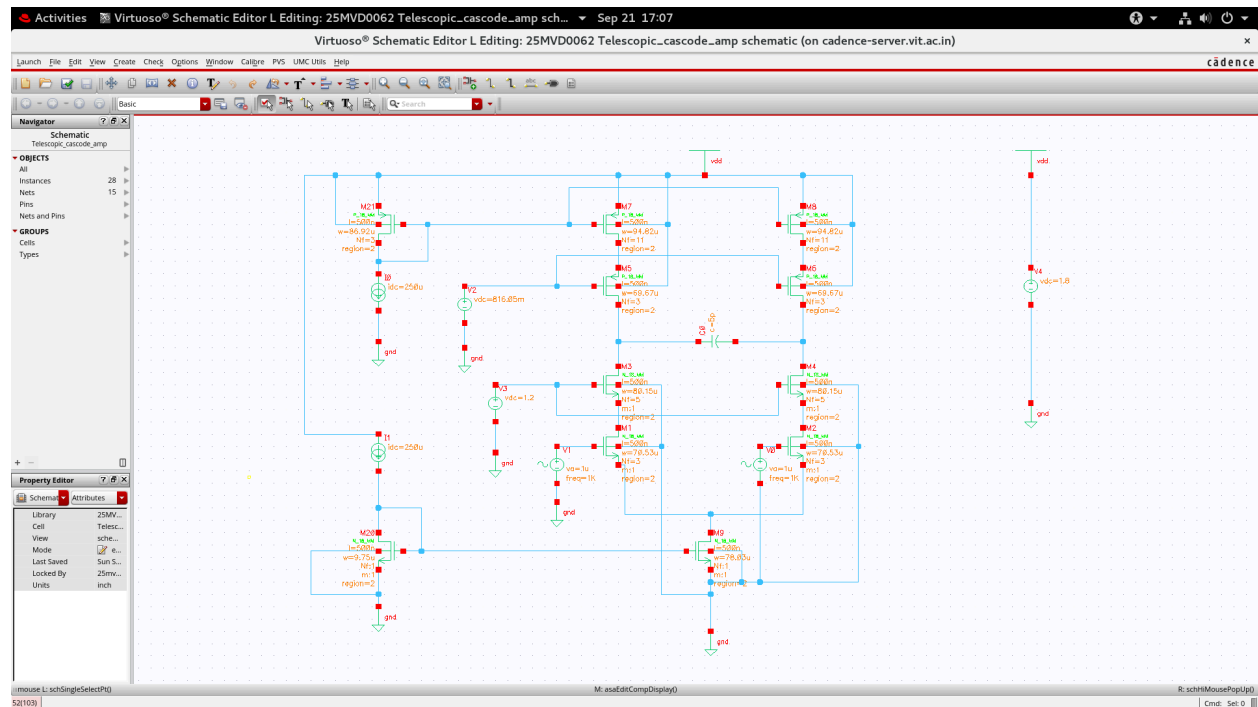 Activities Virtuoso® Schematic Editor L Editing: 25MVD0062 Telescopic_cascode_amp sch... Sep 21 17:07
Virtuoso® Schematic Editor L Editing: 25MVD0062 Telescopic_cascode_amp schematic (on cadence-server.vit.ac.in) ×
Launch File Edit View Create Check Options Window Calibre PVS UMC Utils Help cādence
Basic Search
Navigator
Schematic
Telescopic_cascode_amp
OBJECTS
All
Instances 28
Nets 15
Pins
Nets and Pins
GROUPS
Cells
Types
Property Editor
Schemat Attributes
Library 25MV...
Cell Telesc...
View sche...
Mode e...
Last Saved Sun S...
Locked By 25mv...
Units inch
vdd
vdd
M21
l=500n
w=86.92u
Nf=3
region=2
M7
l=500n
w=94.82u
Nf=11
region=2
M8
l=500n
w=94.82u
Nf=11
region=2
M5
l=500n
w=69.67u
Nf=3
region=2
M6
l=500n
w=69.67u
Nf=3
region=2
I0
idc=250u
gnd
V2
vdc=816.05m
gnd
V4
vdc=1.8
gnd
C0
c=5p
M3
l=500n
w=80.15u
Nf=5
m:1
region=2
M4
l=500n
w=80.15u
Nf=5
m:1
region=2
V3
vdc=1.2
gnd
I1
idc=250u
M1
l=500n
w=70.53u
Nf=3
m:1
region=2
M2
l=500n
w=70.53u
Nf=3
m:1
region=2
V1
va=1u
freq=1K
gnd
V0
va=1u
freq=1K
M20
l=500n
w=9.75u
Nf:1
m:1
region=2
gnd
M9
l=500n
w=78.03u
Nf:1
m:1
region=2
gnd
mouse L: schSingleSelectPt() M: asaEditCompDisplay() R: schHiMousePopUp()
52(103) Cmd: Sel: 0